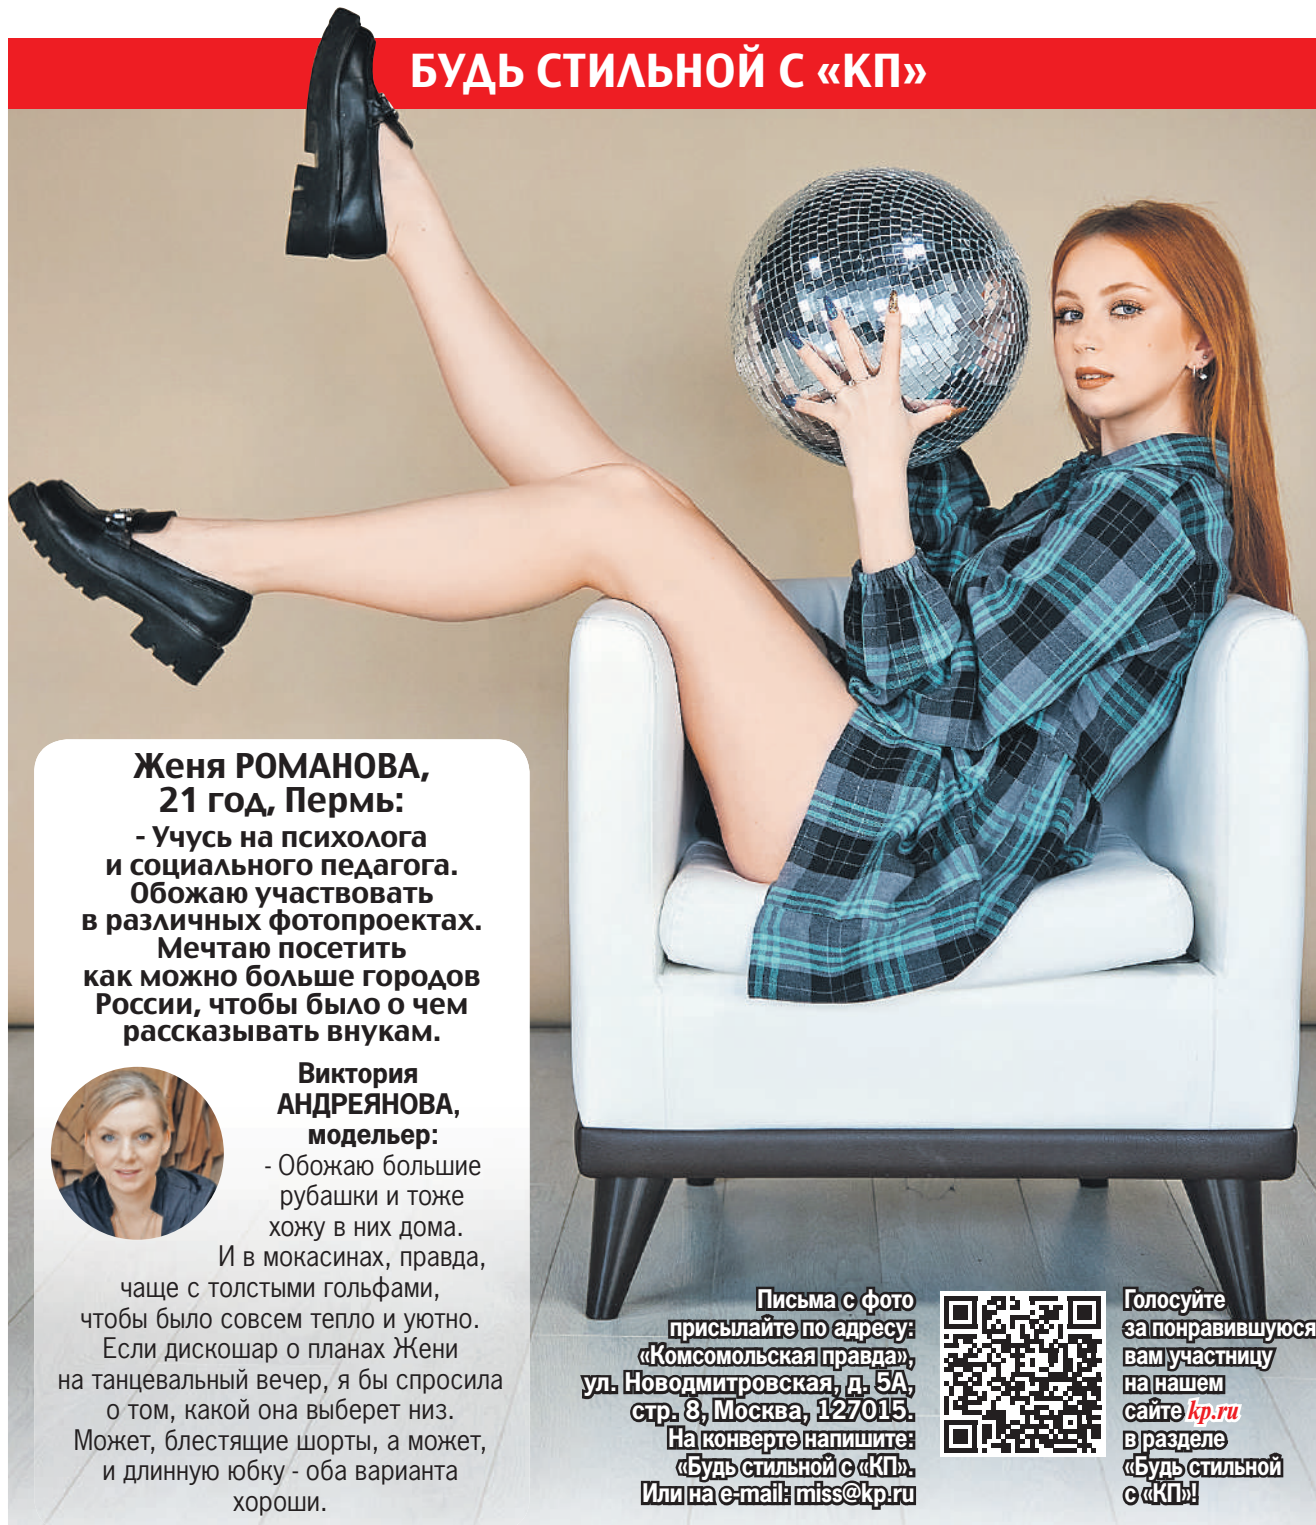 БУДЬ СТИЛЬНОЙ С «КП»
Женя РОМАНОВА,
21 год, Пермь:
- Учусь на психолога
и социального педагога.
Обожаю участвовать
в различных фотопроектах.
Мечтаю посетить
как можно больше городов
России, чтобы было о чем
рассказывать внукам.
Виктория
АНДРЕЯНОВА,
модельер:
- Обожаю большие
рубашки и тоже
хожу в них дома.
И в мокасинах, правда,
чаще с толстыми гольфами,
чтобы было совсем тепло и уютно.
Если дискошар о планах Жени
на танцевальный вечер, я бы спросила
о том, какой она выберет низ.
Может, блестящие шорты, а может,
и длинную юбку - оба варианта
хороши.
Письма с фото
присылайте по адресу:
«Комсомольская правда»,
ул. Новодмитровская, д. 5А,
стр. 8, Москва, 127015.
На конверте напишите:
«Будь стильной с «КП».
Или на e-mail: miss@kp.ru
Голосуйте
за понравившуюся
вам участницу
на нашем
сайте kp.ru
в разделе
«Будь стильной
с «КП»!